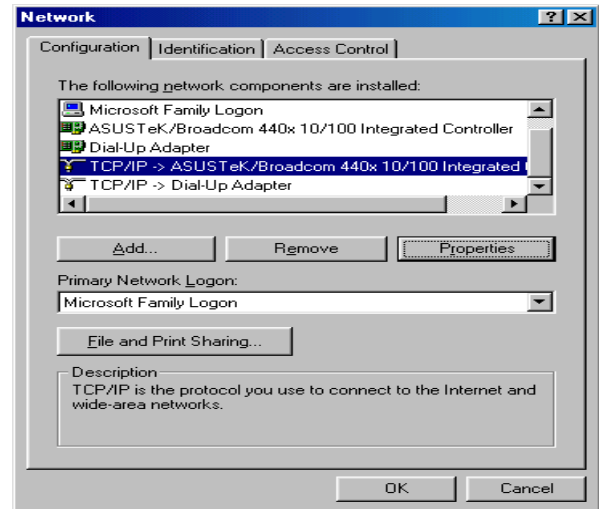 Network
? ×
Configuration Identification Access Control
The following network components are installed:
Microsoft Family Logon
ASUSTeK/Broadcom 440x 10/100 Integrated Controller
Dial-Up Adapter
TCP/IP -> ASUSTeK/Broadcom 440x 10/100 Integrated
TCP/IP -> Dial-Up Adapter
Add... Remove Properties
Primary Network Logon:
Microsoft Family Logon
File and Print Sharing...
Description
TCP/IP is the protocol you use to connect to the Internet and
wide-area networks.
OK Cancel